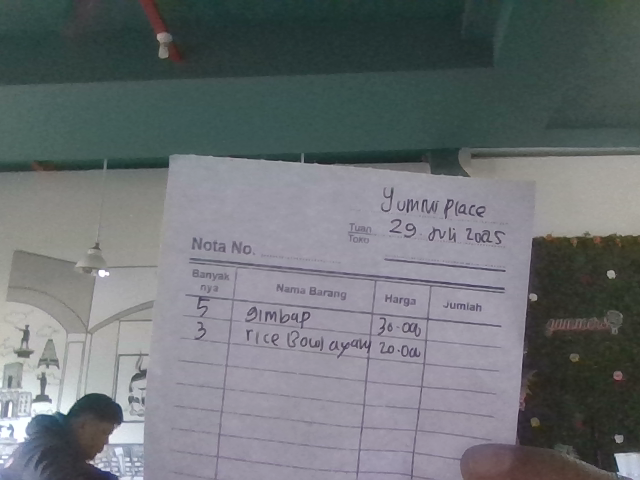 Yummi Place
Tuan
Toko
29 Juli 2025
Nota No.
Banyak nya Nama Barang Harga Jumlah
5 gimbap 30.000
3 rice Bowl ayam 20.000